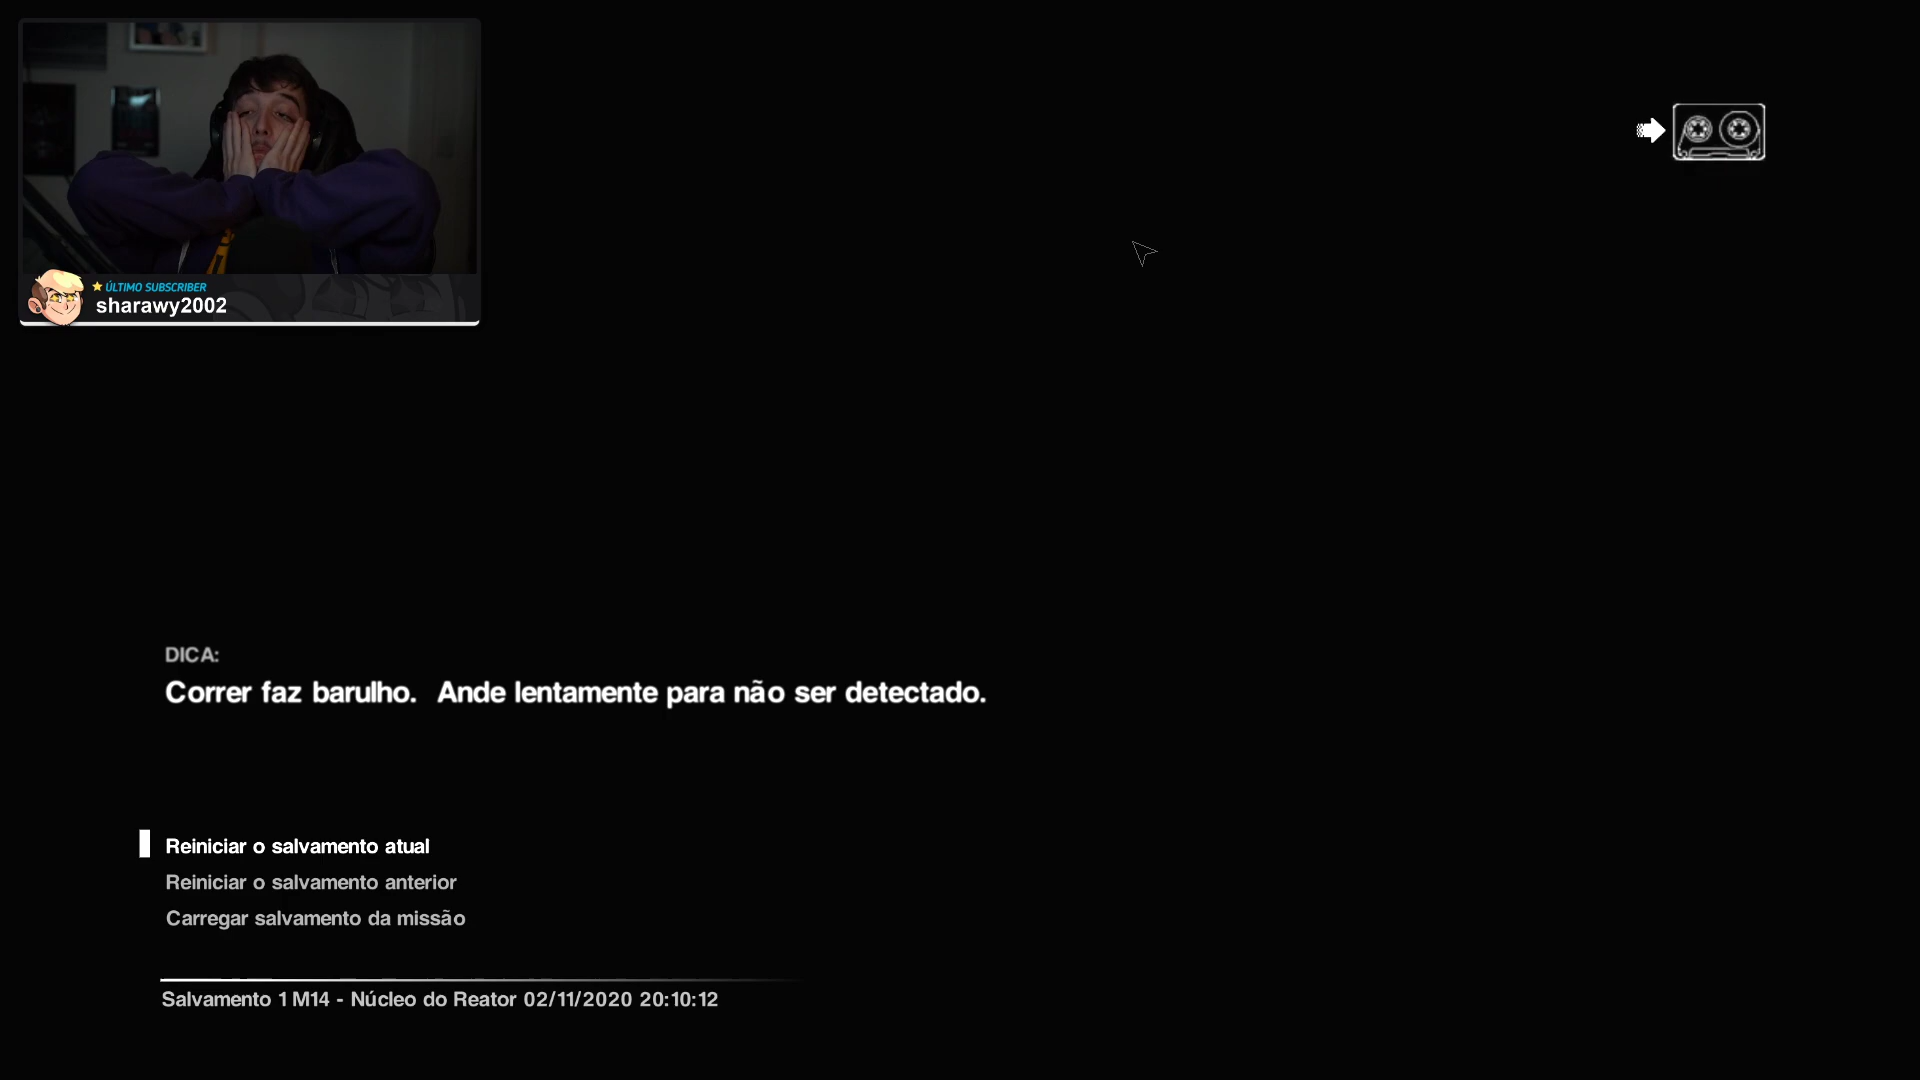 ÚLTIMO SUBSCRIBER
sharawy2002
DICA:
Correr faz barulho.  Ande lentamente para não ser detectado.
Reiniciar o salvamento atual
Reiniciar o salvamento anterior
Carregar salvamento da missão
Salvamento 1 M14 - Núcleo do Reator 02/11/2020 20:10:12